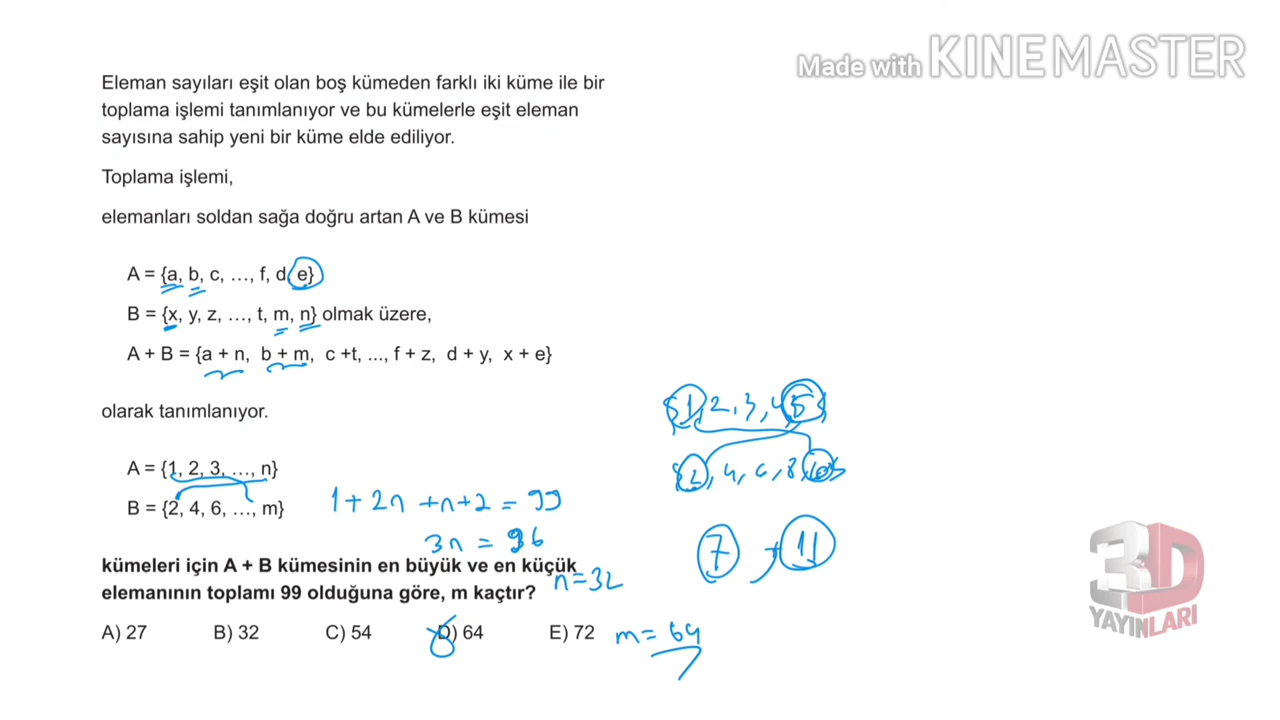 Made with KINEMASTER
Eleman sayıları eşit olan boş kümeden farklı iki küme ile bir
toplama işlemi tanımlanıyor ve bu kümelerle eşit eleman
sayısına sahip yeni bir küme elde ediliyor.
Toplama işlemi,
elemanları soldan sağa doğru artan A ve B kümesi
A = {a, b, c, ..., f, d, e}
B = {x, y, z, ..., t, m, n} olmak üzere,
A + B = {a + n, b + m, c +t, ..., f + z, d + y, x + e}
olarak tanımlanıyor.
A = {1, 2, 3, ..., n}
B = {2, 4, 6, ..., m}
kümeleri için A + B kümesinin en büyük ve en küçük
elemanının toplamı 99 olduğuna göre, m kaçtır?
A) 27 B) 32 C) 54 D) 64 E) 72
1 + 2n + n + 2 = 99
3n = 96
n = 32
m = 64
{1, 2, 3, 4, 5}
{2, 4, 6, 8, 10}
7, 11
3D
YAYINLARI